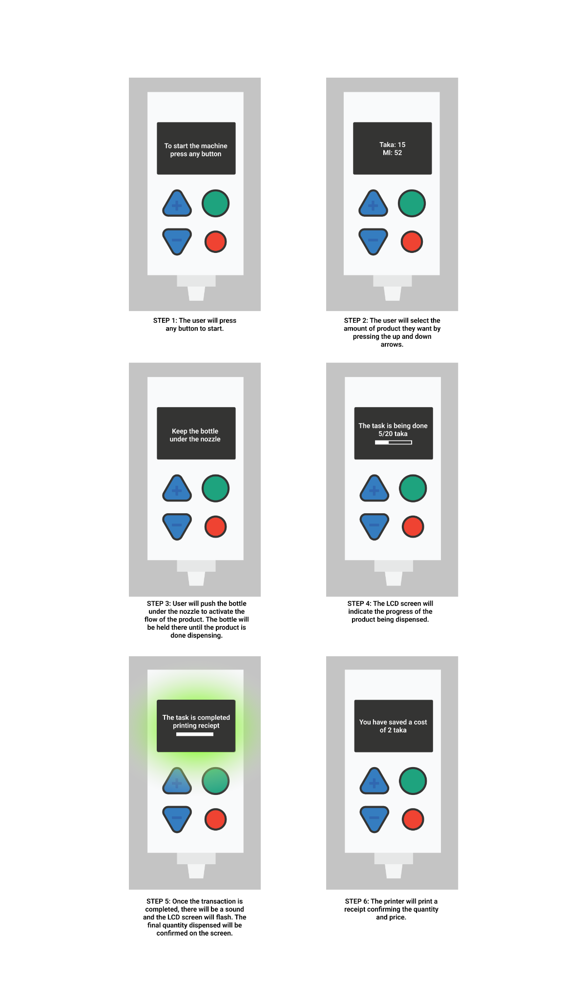 To start the machine
press any button
STEP 1: The user will press
any button to start.
Taka: 15
Ml: 52
STEP 2: The user will select the
amount of product they want by
pressing the up and down
arrows.
Keep the bottle
under the nozzle
STEP 3: User will push the bottle
under the nozzle to activate the
flow of the product. The bottle will
be held there until the product is
done dispensing.
The task is being done
5/20 taka
STEP 4: The LCD screen will
indicate the progress of the
product being dispensed.
The task is completed
printing reciept
STEP 5: Once the transaction is
completed, there will be a sound
and the LCD screen will flash. The
final quantity dispensed will be
confirmed on the screen.
You have saved a cost
of 2 taka
STEP 6: The printer will print a
receipt confirming the quantity
and price.